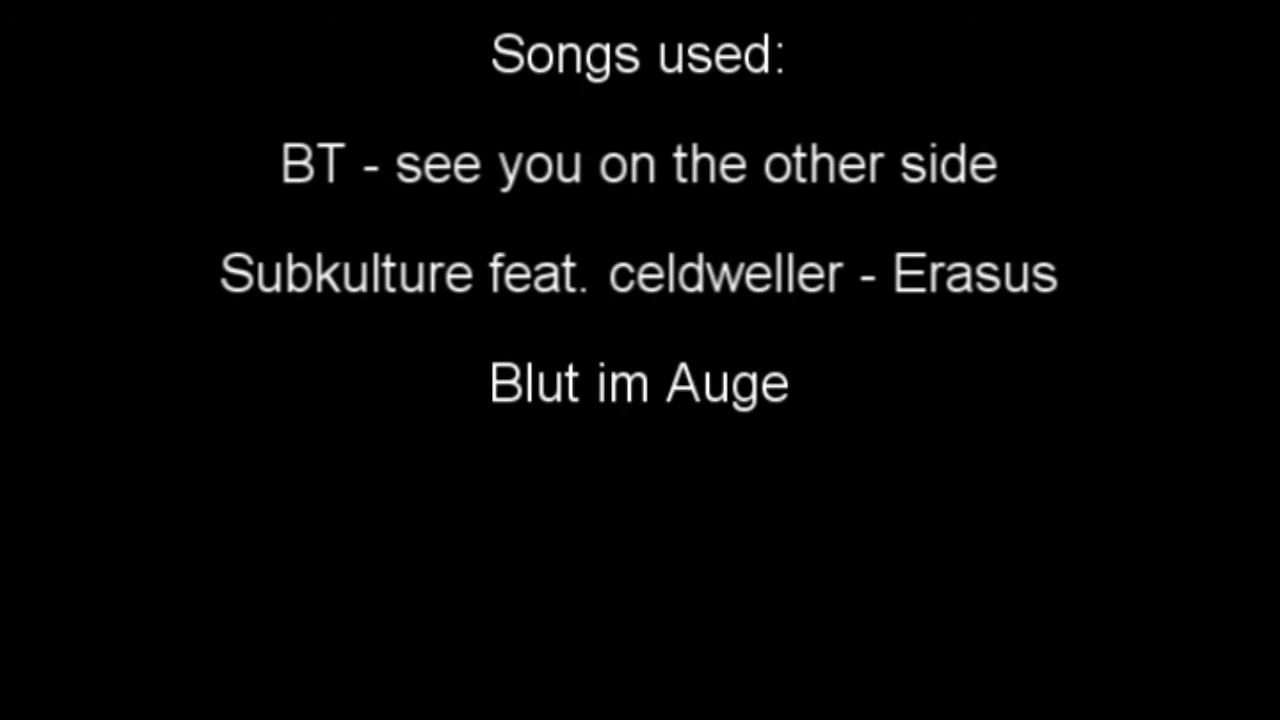 Songs used:
BT - see you on the other side
Subkulture feat. celdweller - Erasus
Blut im Auge